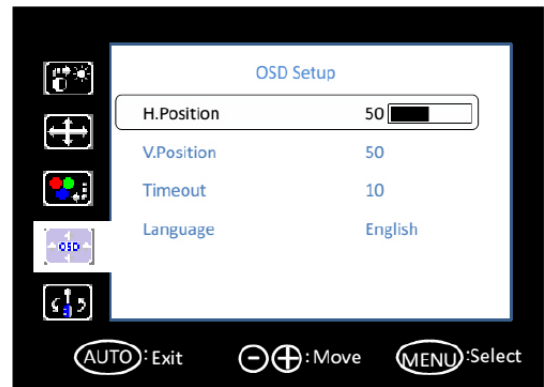 OSD Setup
H.Position 50
V.Position 50
Timeout 10
Language English
OSD
AUTO : Exit - + : Move MENU :Select